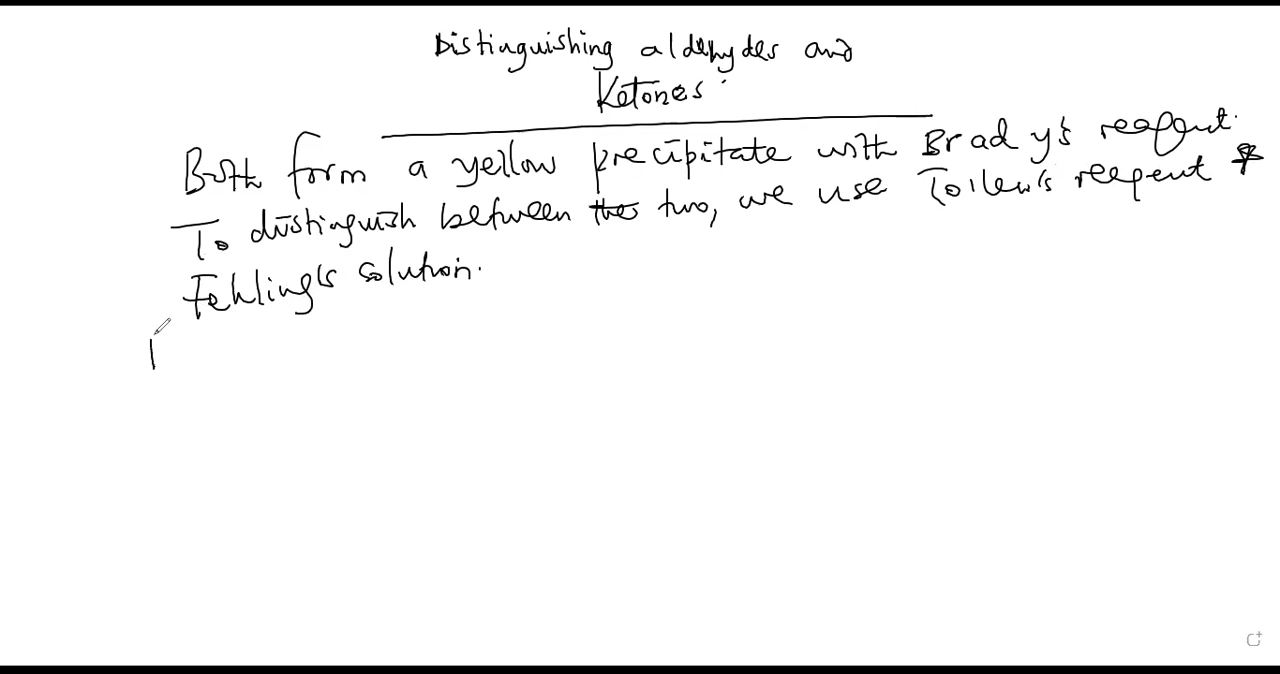 Distinguishing aldehydes and
Ketones.
Both form a yellow precipitate with Brady's reagent.
To distinguish between the two, we use Tollen's reagent &
Fehling's solution.